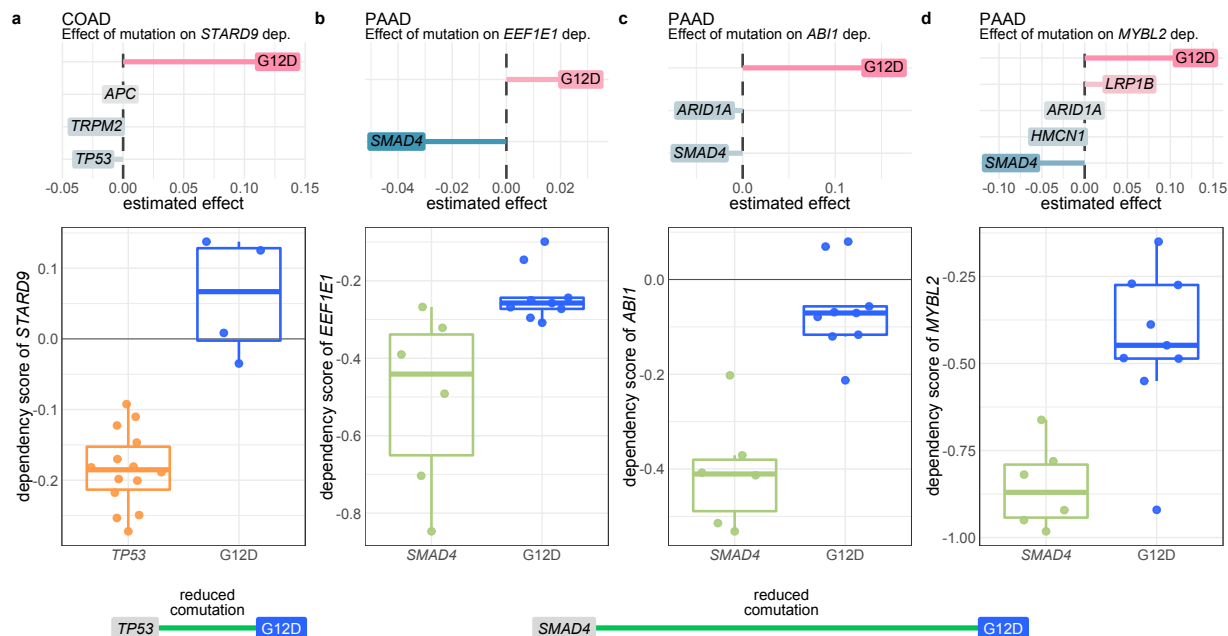 a
COAD
Effect of mutation on STARD9 dep.
G12D
APC
TRPM2
TP53
-0.05 0.00 0.05 0.10 0.15
estimated effect
0.1
0.0
-0.1
-0.2
dependency score of STARD9
TP53 G12D
b
PAAD
Effect of mutation on EEF1E1 dep.
G12D
SMAD4
-0.04 -0.02 0.00 0.02
estimated effect
-0.2
-0.4
-0.6
-0.8
dependency score of EEF1E1
SMAD4 G12D
c
PAAD
Effect of mutation on ABI1 dep.
G12D
ARID1A
SMAD4
0.0 0.1
estimated effect
0.0
-0.2
-0.4
dependency score of ABI1
SMAD4 G12D
d
PAAD
Effect of mutation on MYBL2 dep.
G12D
LRP1B
ARID1A
HMCN1
SMAD4
-0.10 -0.05 0.00 0.05 0.10 0.15
estimated effect
-0.25
-0.50
-0.75
-1.00
dependency score of MYBL2
SMAD4 G12D
reduced
comutation
TP53 G12D
reduced
comutation
SMAD4 G12D